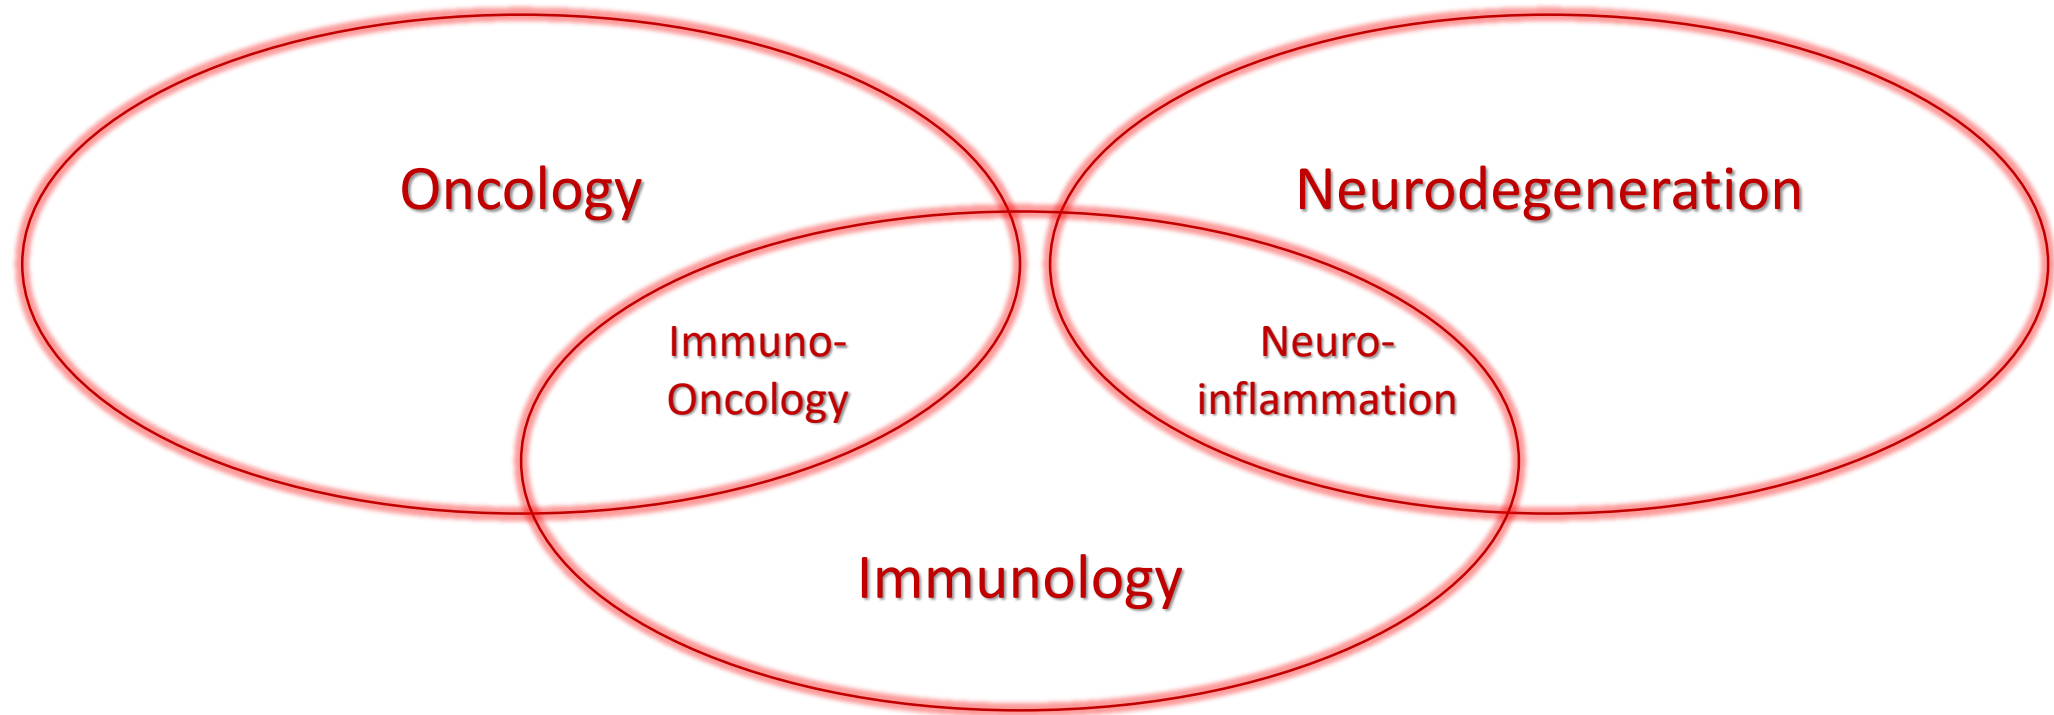 Oncology
Neurodegeneration
Immuno-
Oncology
Neuro-
inflammation
Immunology